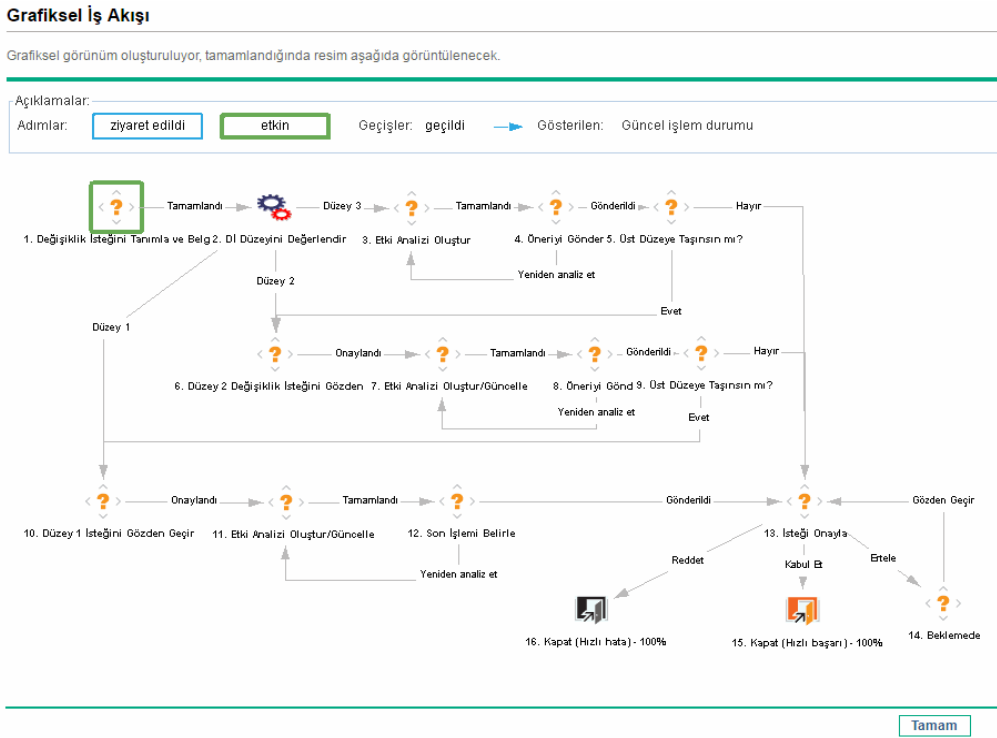 Grafiksel İş Akışı
Grafiksel görünüm oluşturuluyor, tamamlandığında resim aşağıda görüntülenecek.
Açıklamalar:
Adımlar: ziyaret edildi etkin Geçişler: geçildi Gösterilen: Güncel işlem durumu
Tamamlandı Düzey 3 Tamamlandı Gönderildi Hayır
1. Değişiklik İsteğini Tanımla ve Belg 2. Dİ Düzeyini Değerlendir 3. Etki Analizi Oluştur 4. Öneriyi Gönder 5. Üst Düzeye Taşınsın mı?
Yeniden analiz et
Düzey 2
Evet
Düzey 1
Onaylandı Tamamlandı Gönderildi Hayır
6. Düzey 2 Değişiklik İsteğini Gözden 7. Etki Analizi Oluştur/Güncelle 8. Öneriyi Gönd 9. Üst Düzeye Taşınsın mı?
Yeniden analiz et Evet
Onaylandı Tamamlandı Gönderildi Gözden Geçir
10. Düzey 1 İsteğini Gözden Geçir 11. Etki Analizi Oluştur/Güncelle 12. Son İşlemi Belirle 13. İsteği Onayla
Reddet Kabul Et Ertele
Yeniden analiz et
16. Kapat (Hızlı hata) - 100% 15. Kapat (Hızlı başarı) - 100% 14. Beklemede
Tamam